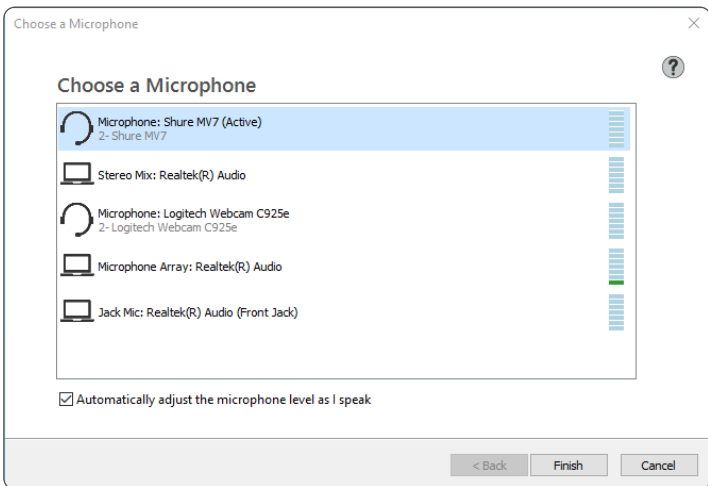 Choose a Microphone
?
Choose a Microphone
Microphone: Shure MV7 (Active)
2- Shure MV7
Stereo Mix: Realtek(R) Audio
Microphone: Logitech Webcam C925e
2- Logitech Webcam C925e
Microphone Array: Realtek(R) Audio
Jack Mic: Realtek(R) Audio (Front Jack)
Automatically adjust the microphone level as I speak
< Back Finish Cancel